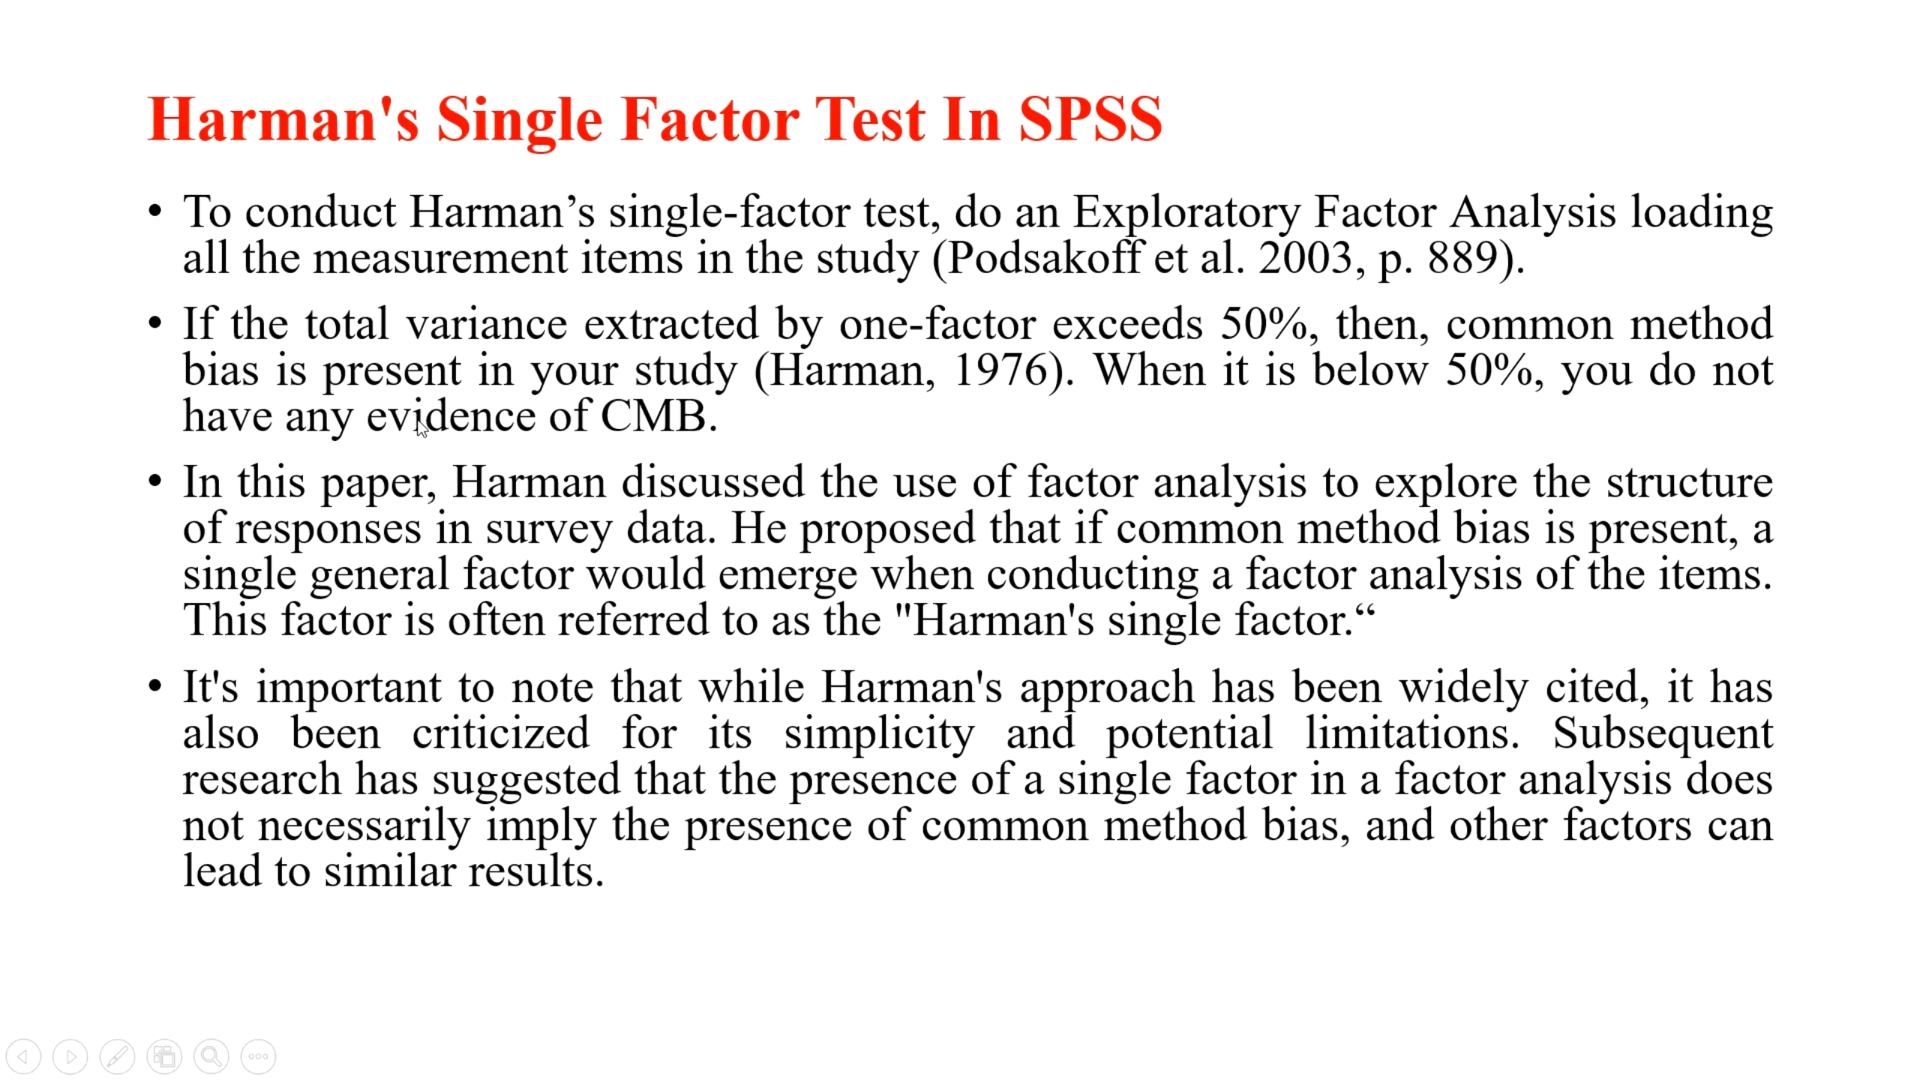 Harman's Single Factor Test In SPSS
• To conduct Harman’s single-factor test, do an Exploratory Factor Analysis loading
all the measurement items in the study (Podsakoff et al. 2003, p. 889).
• If the total variance extracted by one-factor exceeds 50%, then, common method
bias is present in your study (Harman, 1976). When it is below 50%, you do not
have any evidence of CMB.
• In this paper, Harman discussed the use of factor analysis to explore the structure
of responses in survey data. He proposed that if common method bias is present, a
single general factor would emerge when conducting a factor analysis of the items.
This factor is often referred to as the "Harman's single factor.“
• It's important to note that while Harman's approach has been widely cited, it has
also been criticized for its simplicity and potential limitations. Subsequent
research has suggested that the presence of a single factor in a factor analysis does
not necessarily imply the presence of common method bias, and other factors can
lead to similar results.